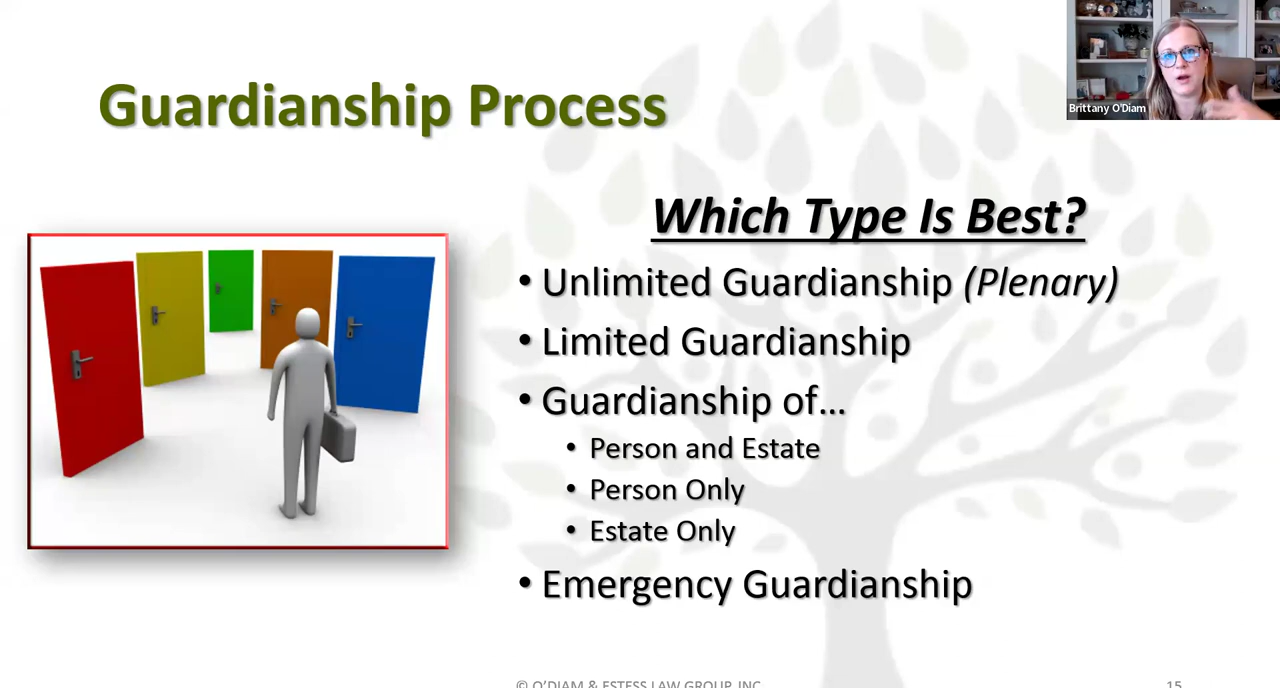 Brittany O'Diam
Guardianship Process
Which Type Is Best?
• Unlimited Guardianship (Plenary)
• Limited Guardianship
• Guardianship of...
• Person and Estate
• Person Only
• Estate Only
• Emergency Guardianship
© O'DIAM & ESTESS LAW GROUP, INC.
15